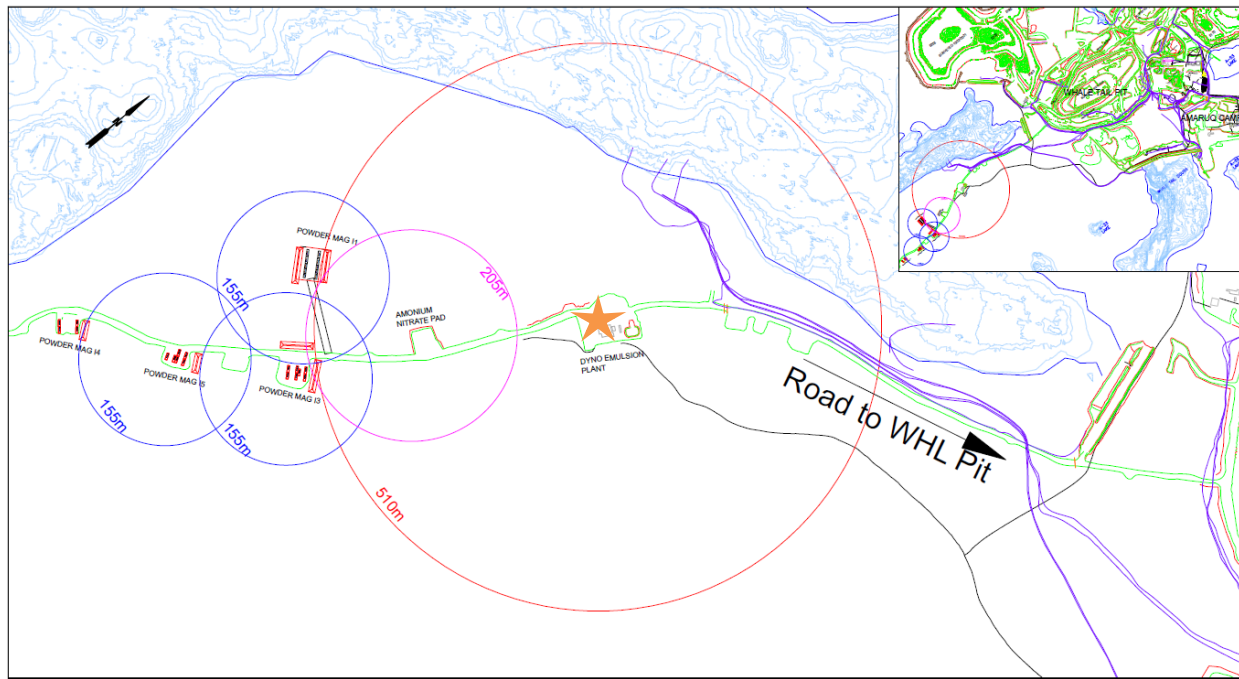 WHALE TAIL PIT
AMARUQ CAM
POWDER MAG I1
155m
205m
AMONIUM
NITRATE PAD
POWDER MAG I4
POWDER MAG I5
POWDER MAG I3
DYNO EMULSION
PLANT
155m
155m
510m
Road to WHL Pit